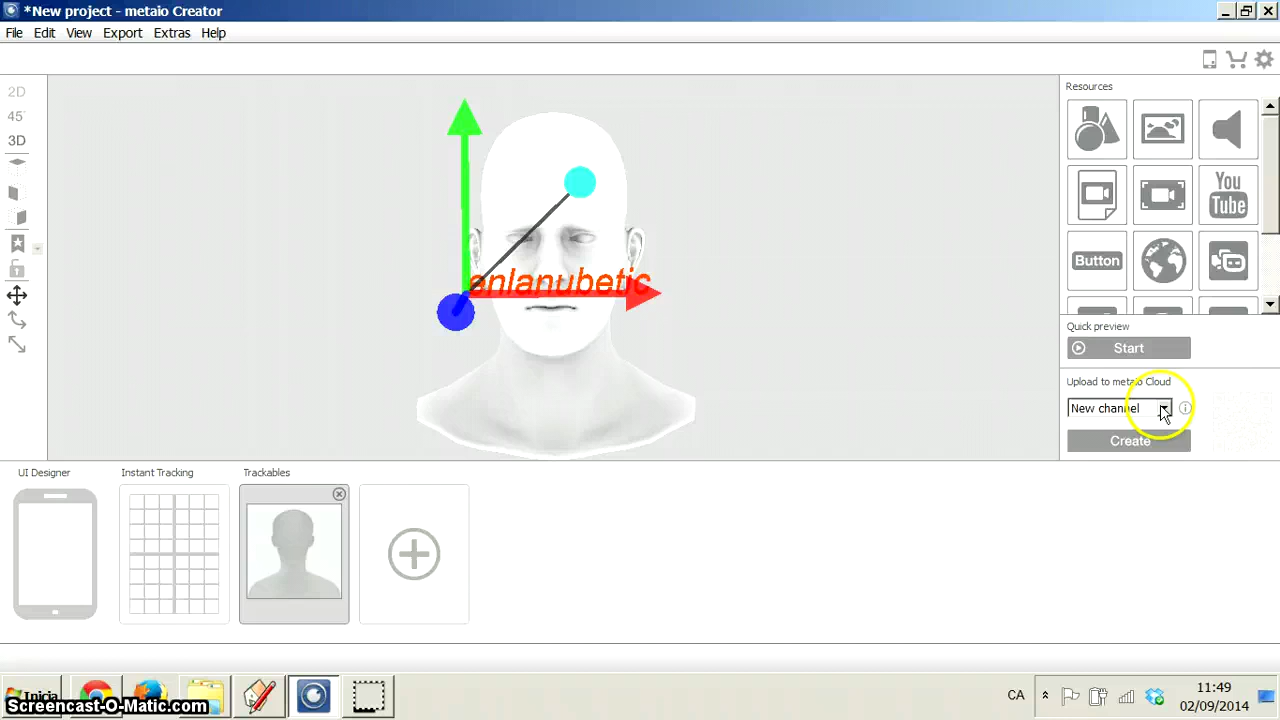 *New project - metaio Creator
File Edit View Export Extras Help
2D
45°
3D
enlanubetic
Resources
You
Tube
Button
Quick preview
Start
Upload to metaio Cloud
New channel
Create
UI Designer
Instant Tracking
Trackables
Inicia
CA
11:49
02/09/2014
Screencast-O-Matic.com